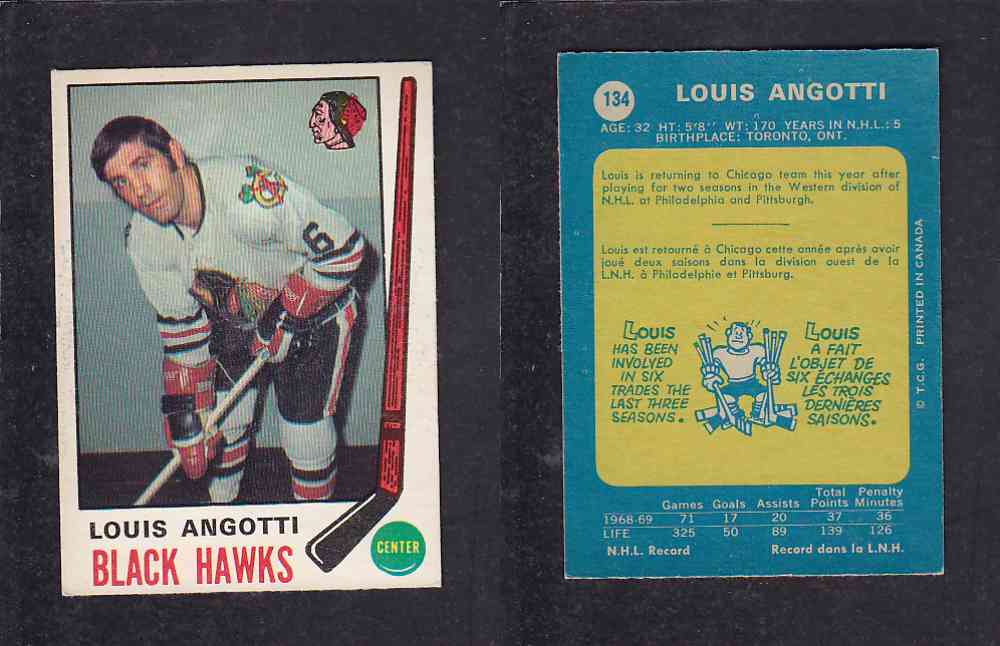 6
LOUIS ANGOTTI
BLACK HAWKS
CENTER
134
LOUIS ANGOTTI
AGE: 32 HT: 5'8'' WT: 170 YEARS IN N.H.L.: 5
BIRTHPLACE: TORONTO, ONT.
Louis is returning to Chicago team this year after
playing for two seasons in the Western division of
N.H.L. at Philadelphia and Pittsburgh.
Louis est retourné à Chicago cette année après avoir
joué deux saisons dans la division ouest de la
L.N.H. à Philadelphie et Pittsburg.
LOUIS
HAS BEEN
INVOLVED
IN SIX
TRADES THE
LAST THREE
SEASONS.
LOUIS
A FAIT
L'OBJET DE
SIX ÉCHANGES
LES TROIS
DERNIÈRES
SAISONS.
Games Goals Assists Total Points Penalty Minutes
1968-69 71 17 20 37 36
LIFE 325 50 89 139 126
N.H.L. Record Record dans la L.N.H.
© T.C.G. PRINTED IN CANADA